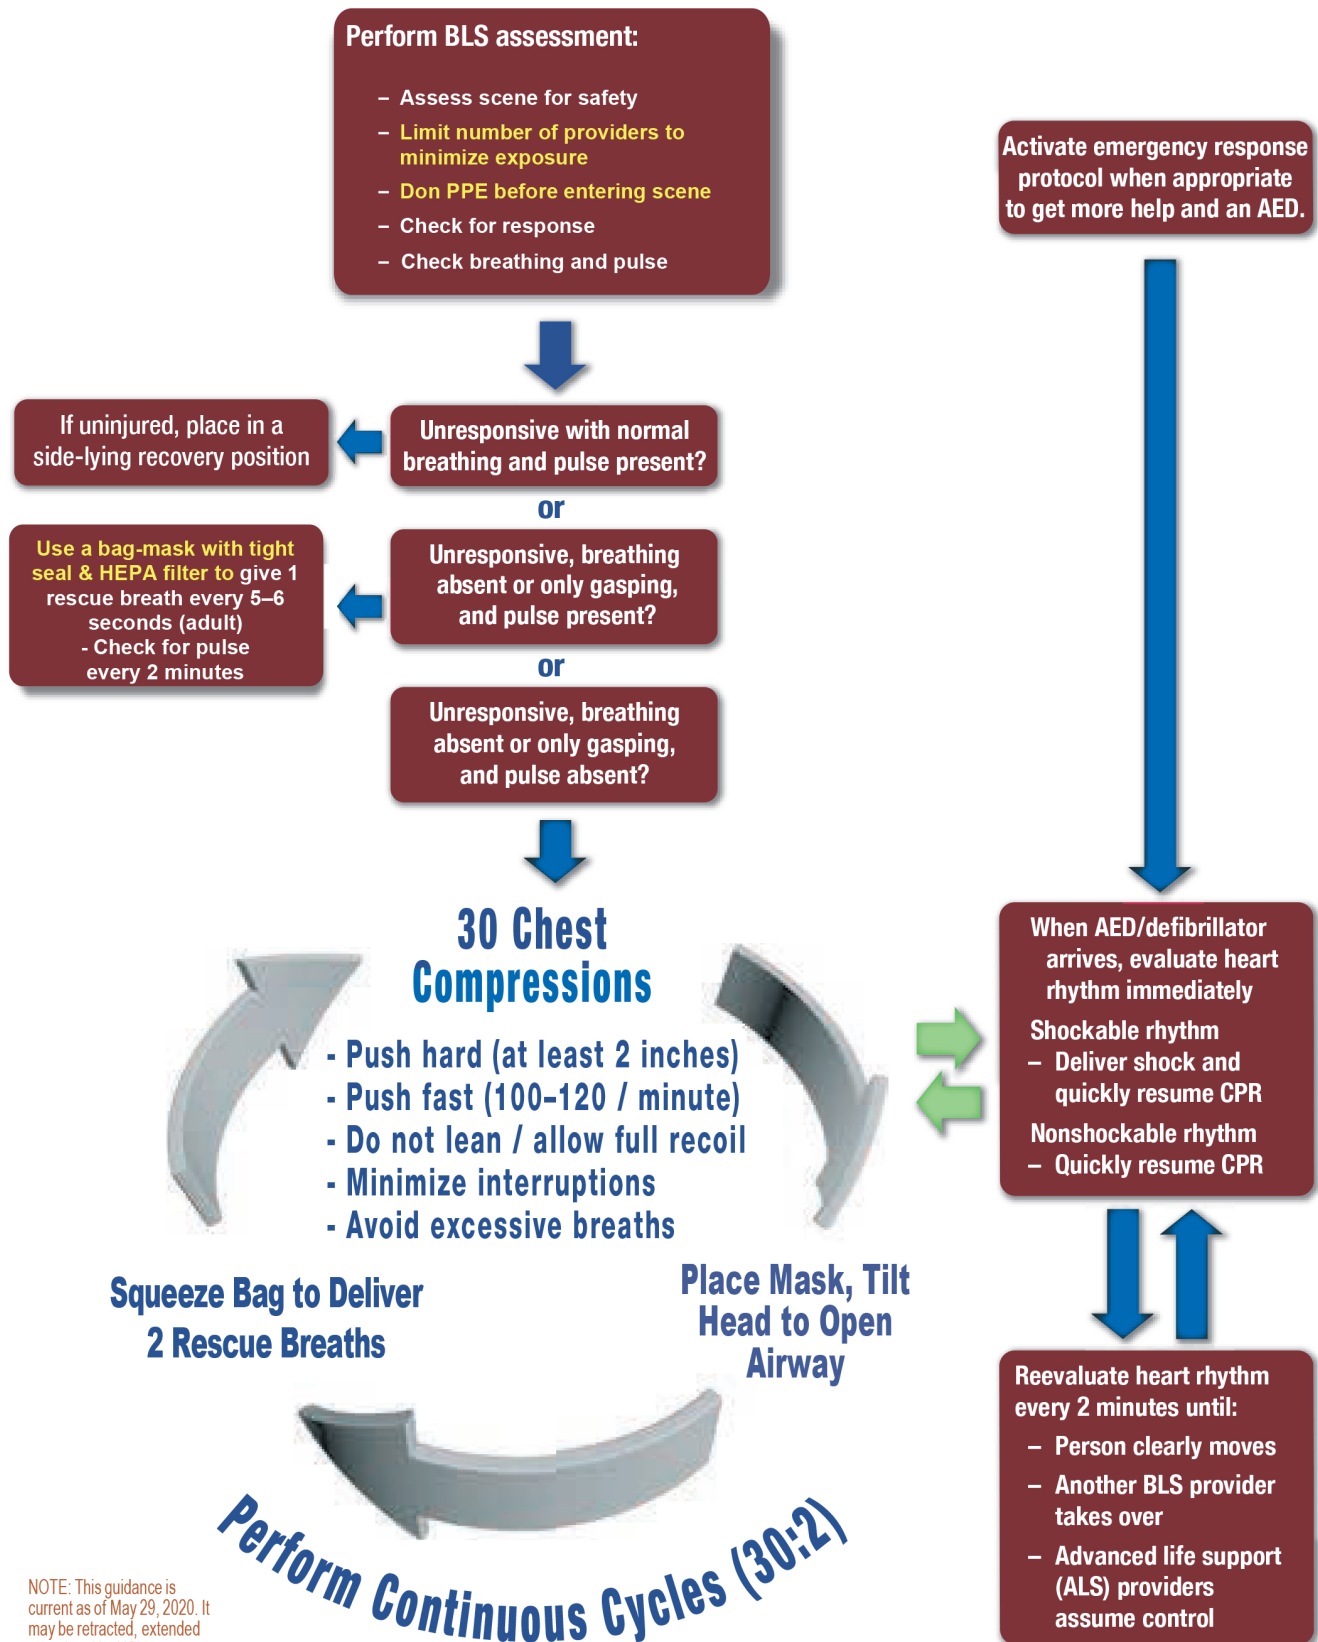 Perform BLS assessment:
– Assess scene for safety
– Limit number of providers to
minimize exposure
– Don PPE before entering scene
– Check for response
– Check breathing and pulse
Activate emergency response
protocol when appropriate
to get more help and an AED.
If uninjured, place in a
side-lying recovery position
Unresponsive with normal
breathing and pulse present?
or
Use a bag-mask with tight
seal & HEPA filter to give 1
rescue breath every 5–6
seconds (adult)
- Check for pulse
every 2 minutes
Unresponsive, breathing
absent or only gasping,
and pulse present?
or
Unresponsive, breathing
absent or only gasping,
and pulse absent?
30 Chest
Compressions
- Push hard (at least 2 inches)
- Push fast (100–120 / minute)
- Do not lean / allow full recoil
- Minimize interruptions
- Avoid excessive breaths
Place Mask, Tilt
Head to Open
Airway
Squeeze Bag to Deliver
2 Rescue Breaths
Perform Continuous Cycles (30:2)
When AED/defibrillator
arrives, evaluate heart
rhythm immediately
Shockable rhythm
– Deliver shock and
quickly resume CPR
Nonshockable rhythm
– Quickly resume CPR
Reevaluate heart rhythm
every 2 minutes until:
– Person clearly moves
– Another BLS provider
takes over
– Advanced life support
(ALS) providers
assume control
NOTE: This guidance is
current as of May 29, 2020. It
may be retracted, extended